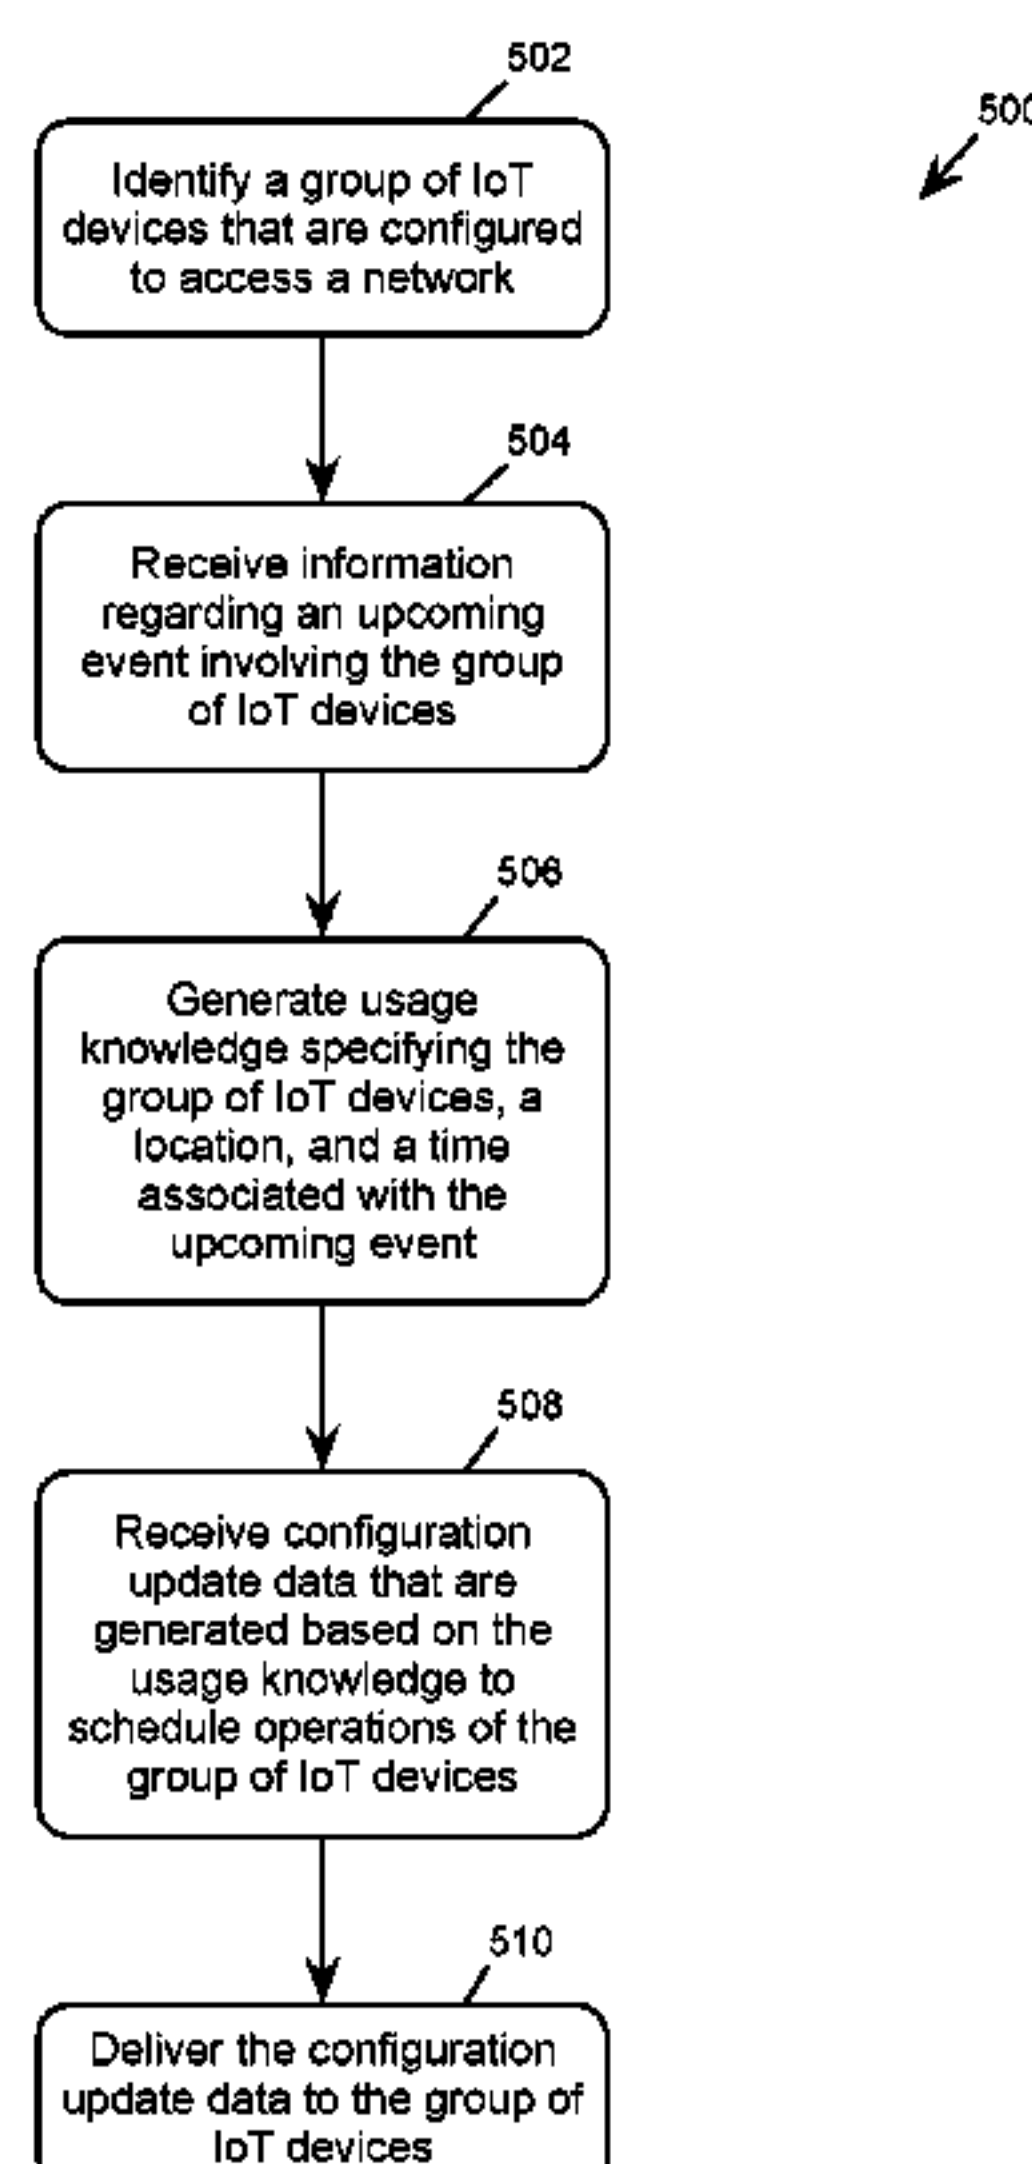 502
500
Identify a group of IoT
devices that are configured
to access a network
504
Receive information
regarding an upcoming
event involving the group
of IoT devices
506
Generate usage
knowledge specifying the
group of IoT devices, a
location, and a time
associated with the
upcoming event
508
Receive configuration
update data that are
generated based on the
usage knowledge to
schedule operations of the
group of IoT devices
510
Deliver the configuration
update data to the group of
IoT devices